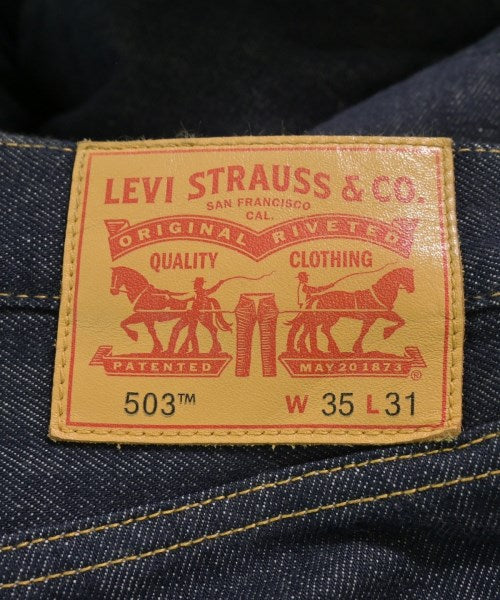 LEVI STRAUSS & CO.
SAN FRANCISCO
CAL.
ORIGINAL RIVETED
QUALITY CLOTHING
PATENTED MAY 20 1873 ®
503™ W 35 L 31